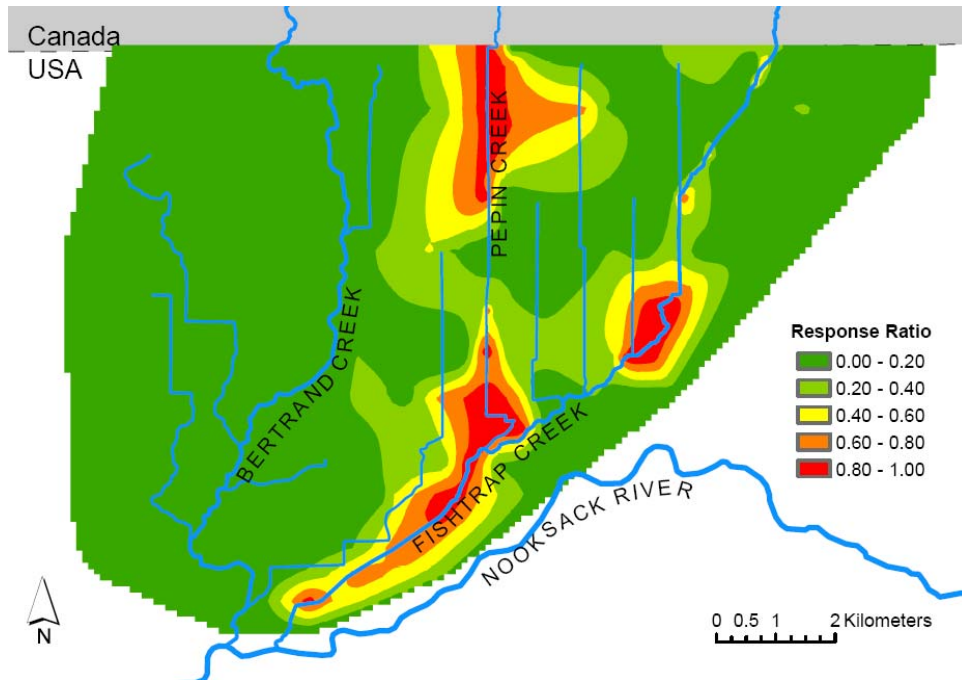 Canada
USA
PEPIN CREEK
BERTRAND CREEK
FISHTRAP CREEK
NOOKSACK RIVER
Response Ratio
0.00 - 0.20
0.20 - 0.40
0.40 - 0.60
0.60 - 0.80
0.80 - 1.00
N
0 0.5 1 2 Kilometers